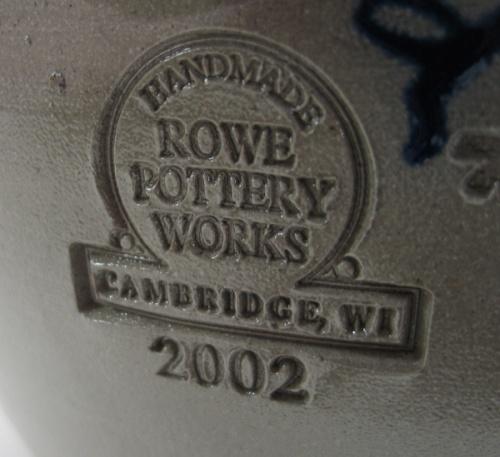 HANDMADE
ROWE
POTTERY
WORKS
CAMBRIDGE, WI
2002